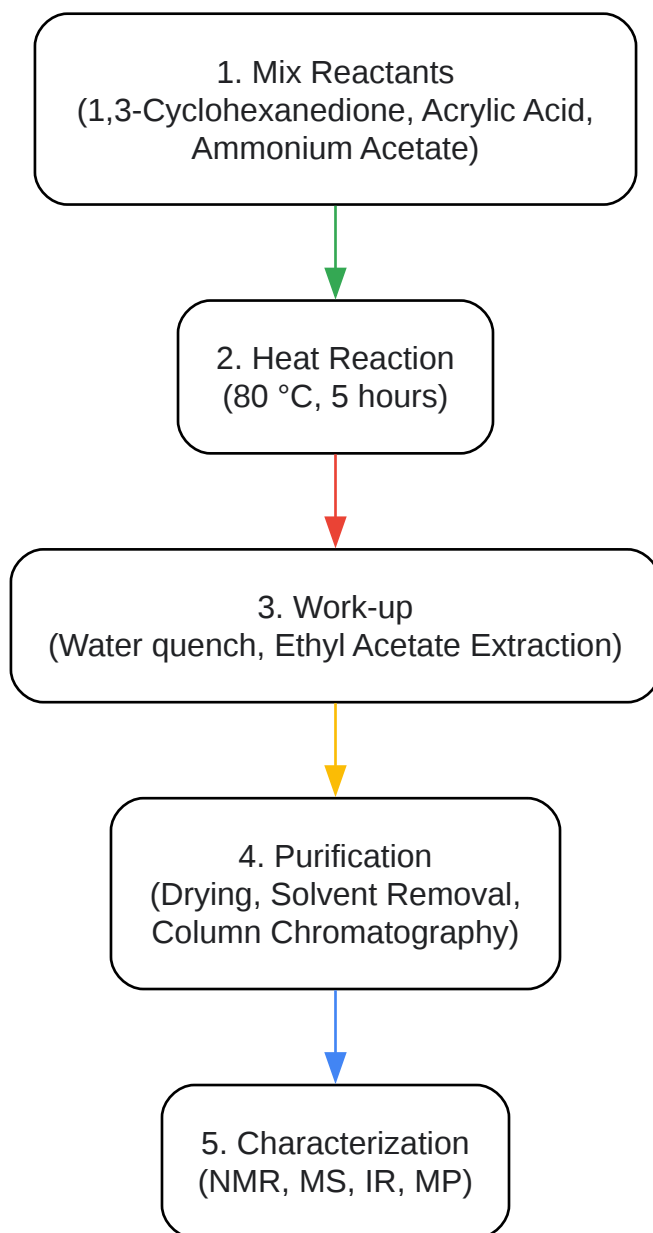 1. Mix Reactants
(1,3-Cyclohexanedione, Acrylic Acid,
Ammonium Acetate)
2. Heat Reaction
(80 °C, 5 hours)
3. Work-up
(Water quench, Ethyl Acetate Extraction)
4. Purification
(Drying, Solvent Removal,
Column Chromatography)
5. Characterization
(NMR, MS, IR, MP)